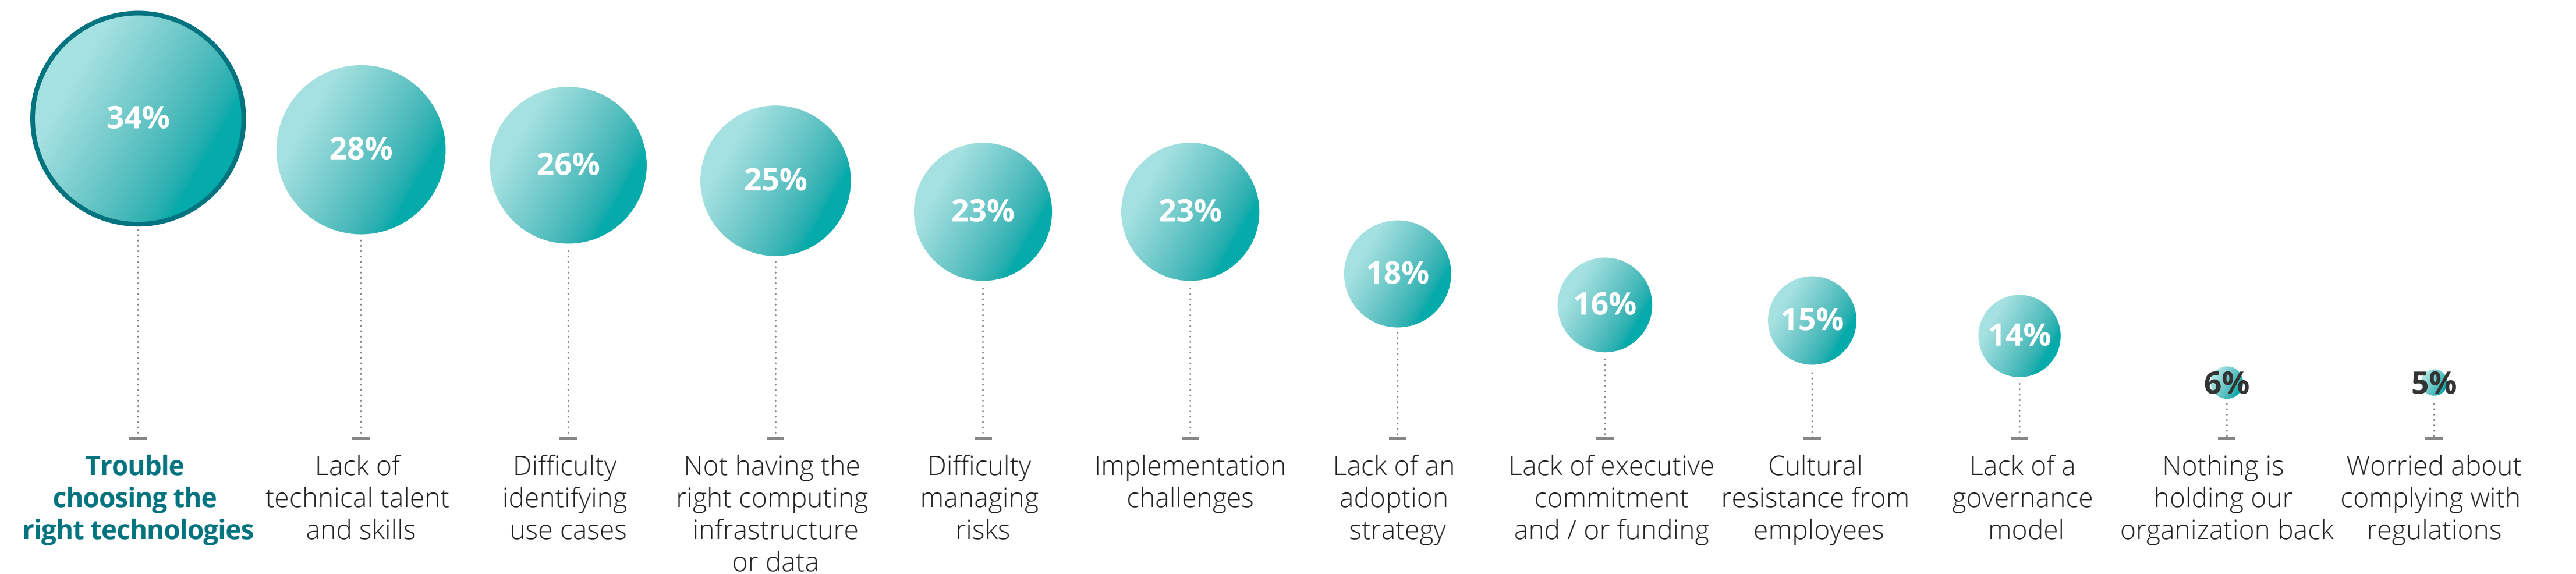 34%
28%
26%
25%
23%
23%
18%
16%
15%
14%
6%
5%
Trouble
choosing the
right technologies
Lack of
technical talent
and skills
Difficulty
identifying
use cases
Not having the
right computing
infrastructure
or data
Difficulty
managing
risks
Implementation
challenges
Lack of an
adoption
strategy
Lack of executive
commitment
and / or funding
Cultural
resistance from
employees
Lack of a
governance
model
Nothing is
holding our
organization back
Worried about
complying with
regulations